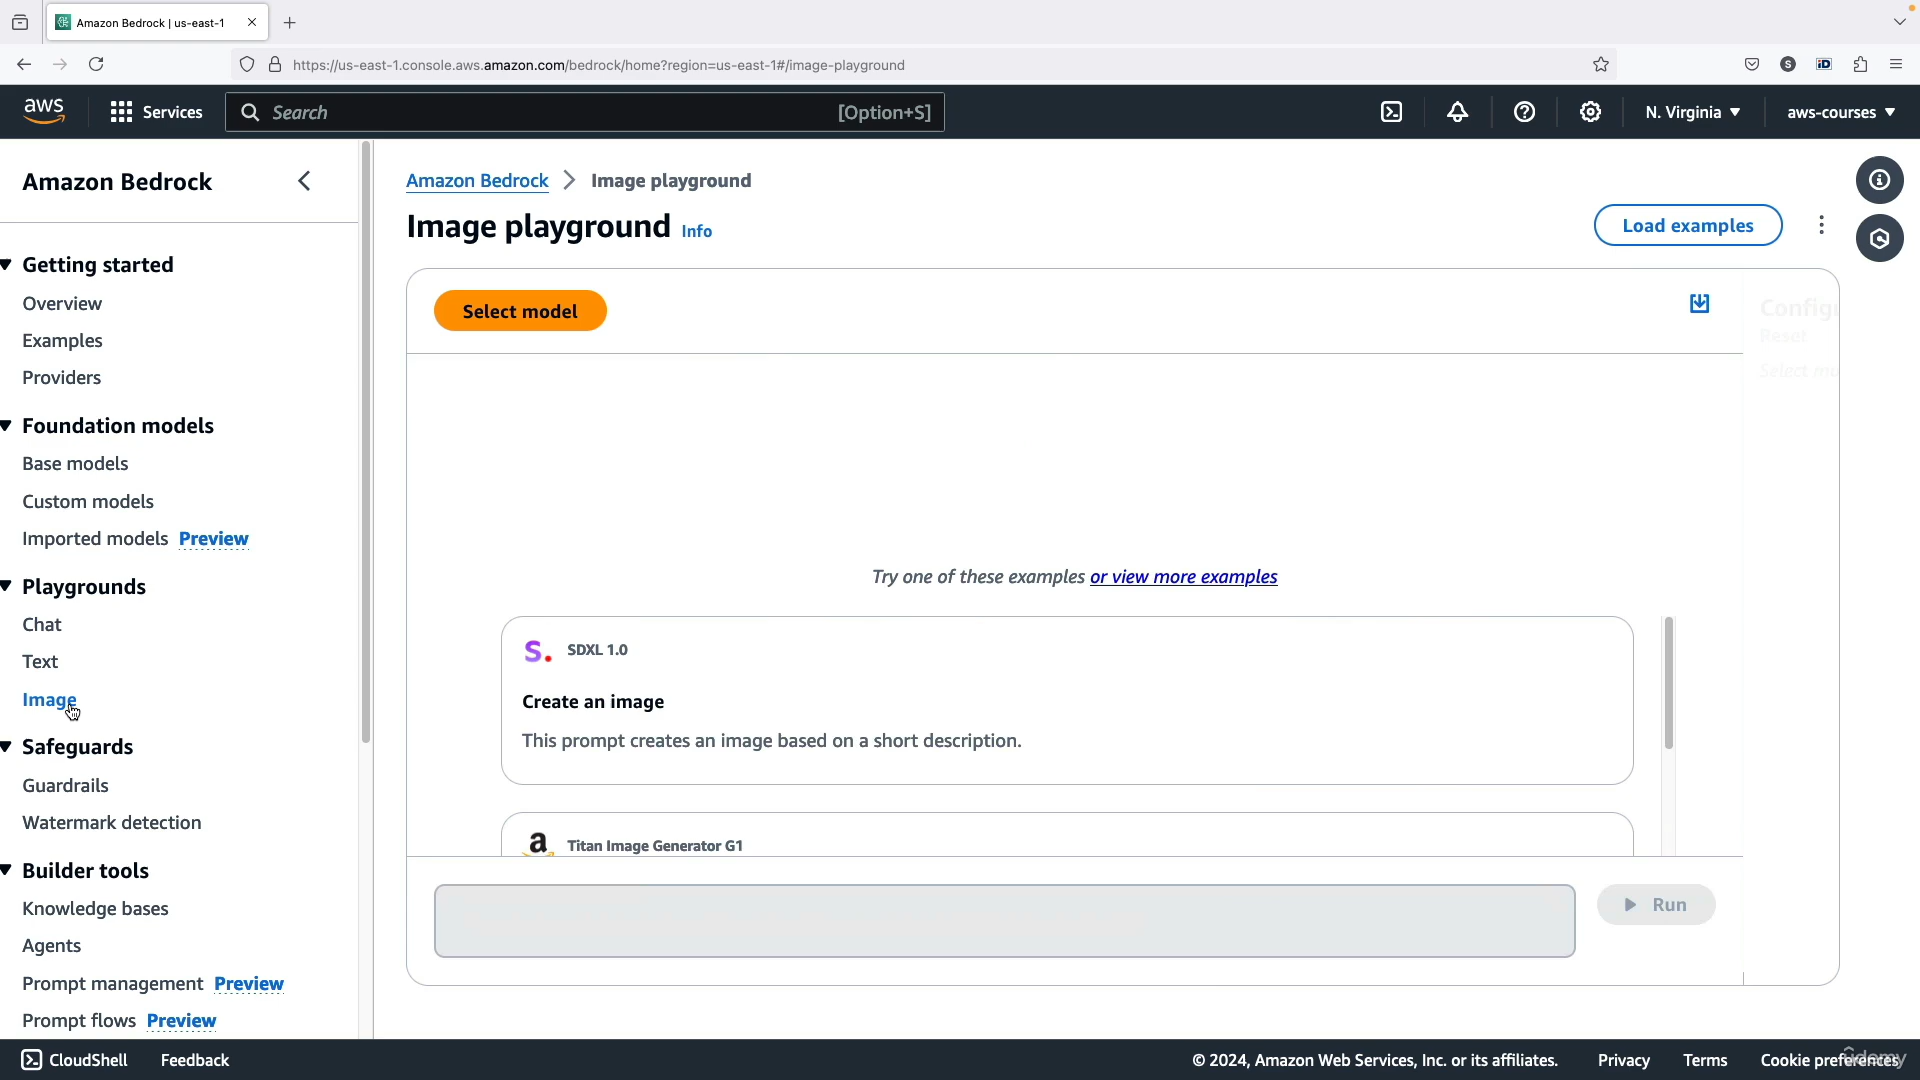 Amazon Bedrock | us-east-1
https://us-east-1.console.aws.amazon.com/bedrock/home?region=us-east-1#/image-playground
aws
Services
Search
[Option+S]
N. Virginia
aws-courses
Amazon Bedrock
Getting started
Overview
Examples
Providers
Foundation models
Base models
Custom models
Imported models Preview
Playgrounds
Chat
Text
Image
Safeguards
Guardrails
Watermark detection
Builder tools
Knowledge bases
Agents
Prompt management Preview
Prompt flows Preview
Amazon Bedrock > Image playground
Image playground Info
Load examples
Select model
Reset
Try one of these examples or view more examples
S. SDXL 1.0
Create an image
This prompt creates an image based on a short description.
a Titan Image Generator G1
Run
CloudShell
Feedback
© 2024, Amazon Web Services, Inc. or its affiliates.
Privacy
Terms
Cookie preferences
udemy